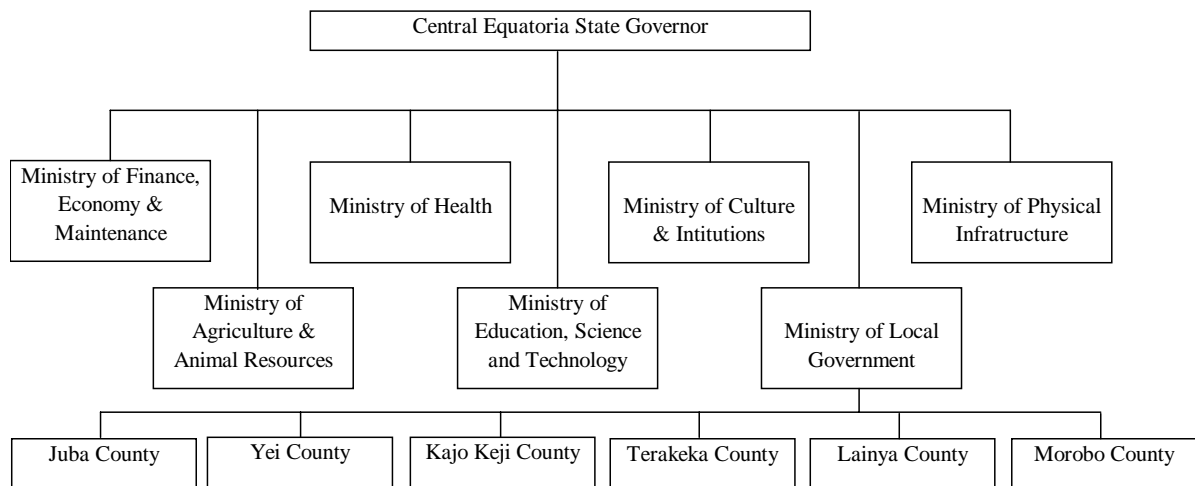 Central Equatoria State Governor
Ministry of Finance,
Economy &
Maintenance
Ministry of Health
Ministry of Culture
& Intitutions
Ministry of Physical
Infratructure
Ministry of
Agriculture &
Animal Resources
Ministry of
Education, Science
and Technology
Ministry of Local
Government
Juba County
Yei County
Kajo Keji County
Terakeka County
Lainya County
Morobo County